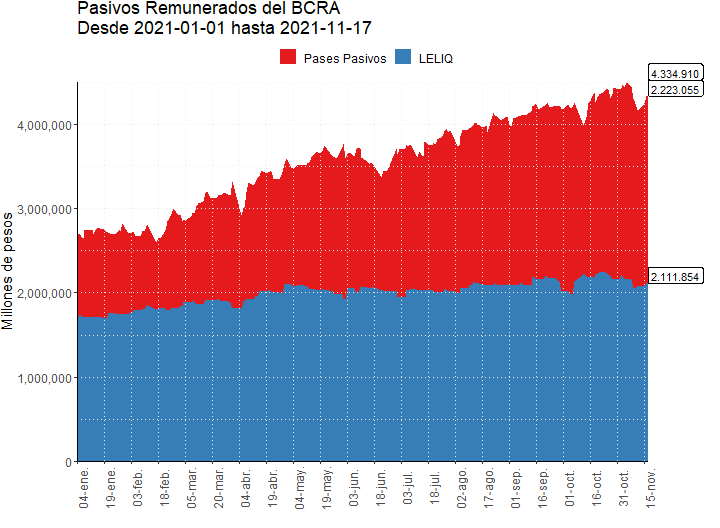 Pasivos Remunerados del BCRA
Desde 2021-01-01 hasta 2021-11-17
Pases Pasivos
LELIQ
4.334.910
2.223.055
2.111.854
Millones de pesos
4,000,000
3,000,000
2,000,000
1,000,000
0
04-ene.
19-ene.
03-feb.
18-feb.
05-mar.
20-mar.
04-abr.
19-abr.
04-may.
19-may.
03-jun.
18-jun.
03-jul.
18-jul.
02-ago.
17-ago.
01-sep.
16-sep.
01-oct.
16-oct.
31-oct.
15-nov.